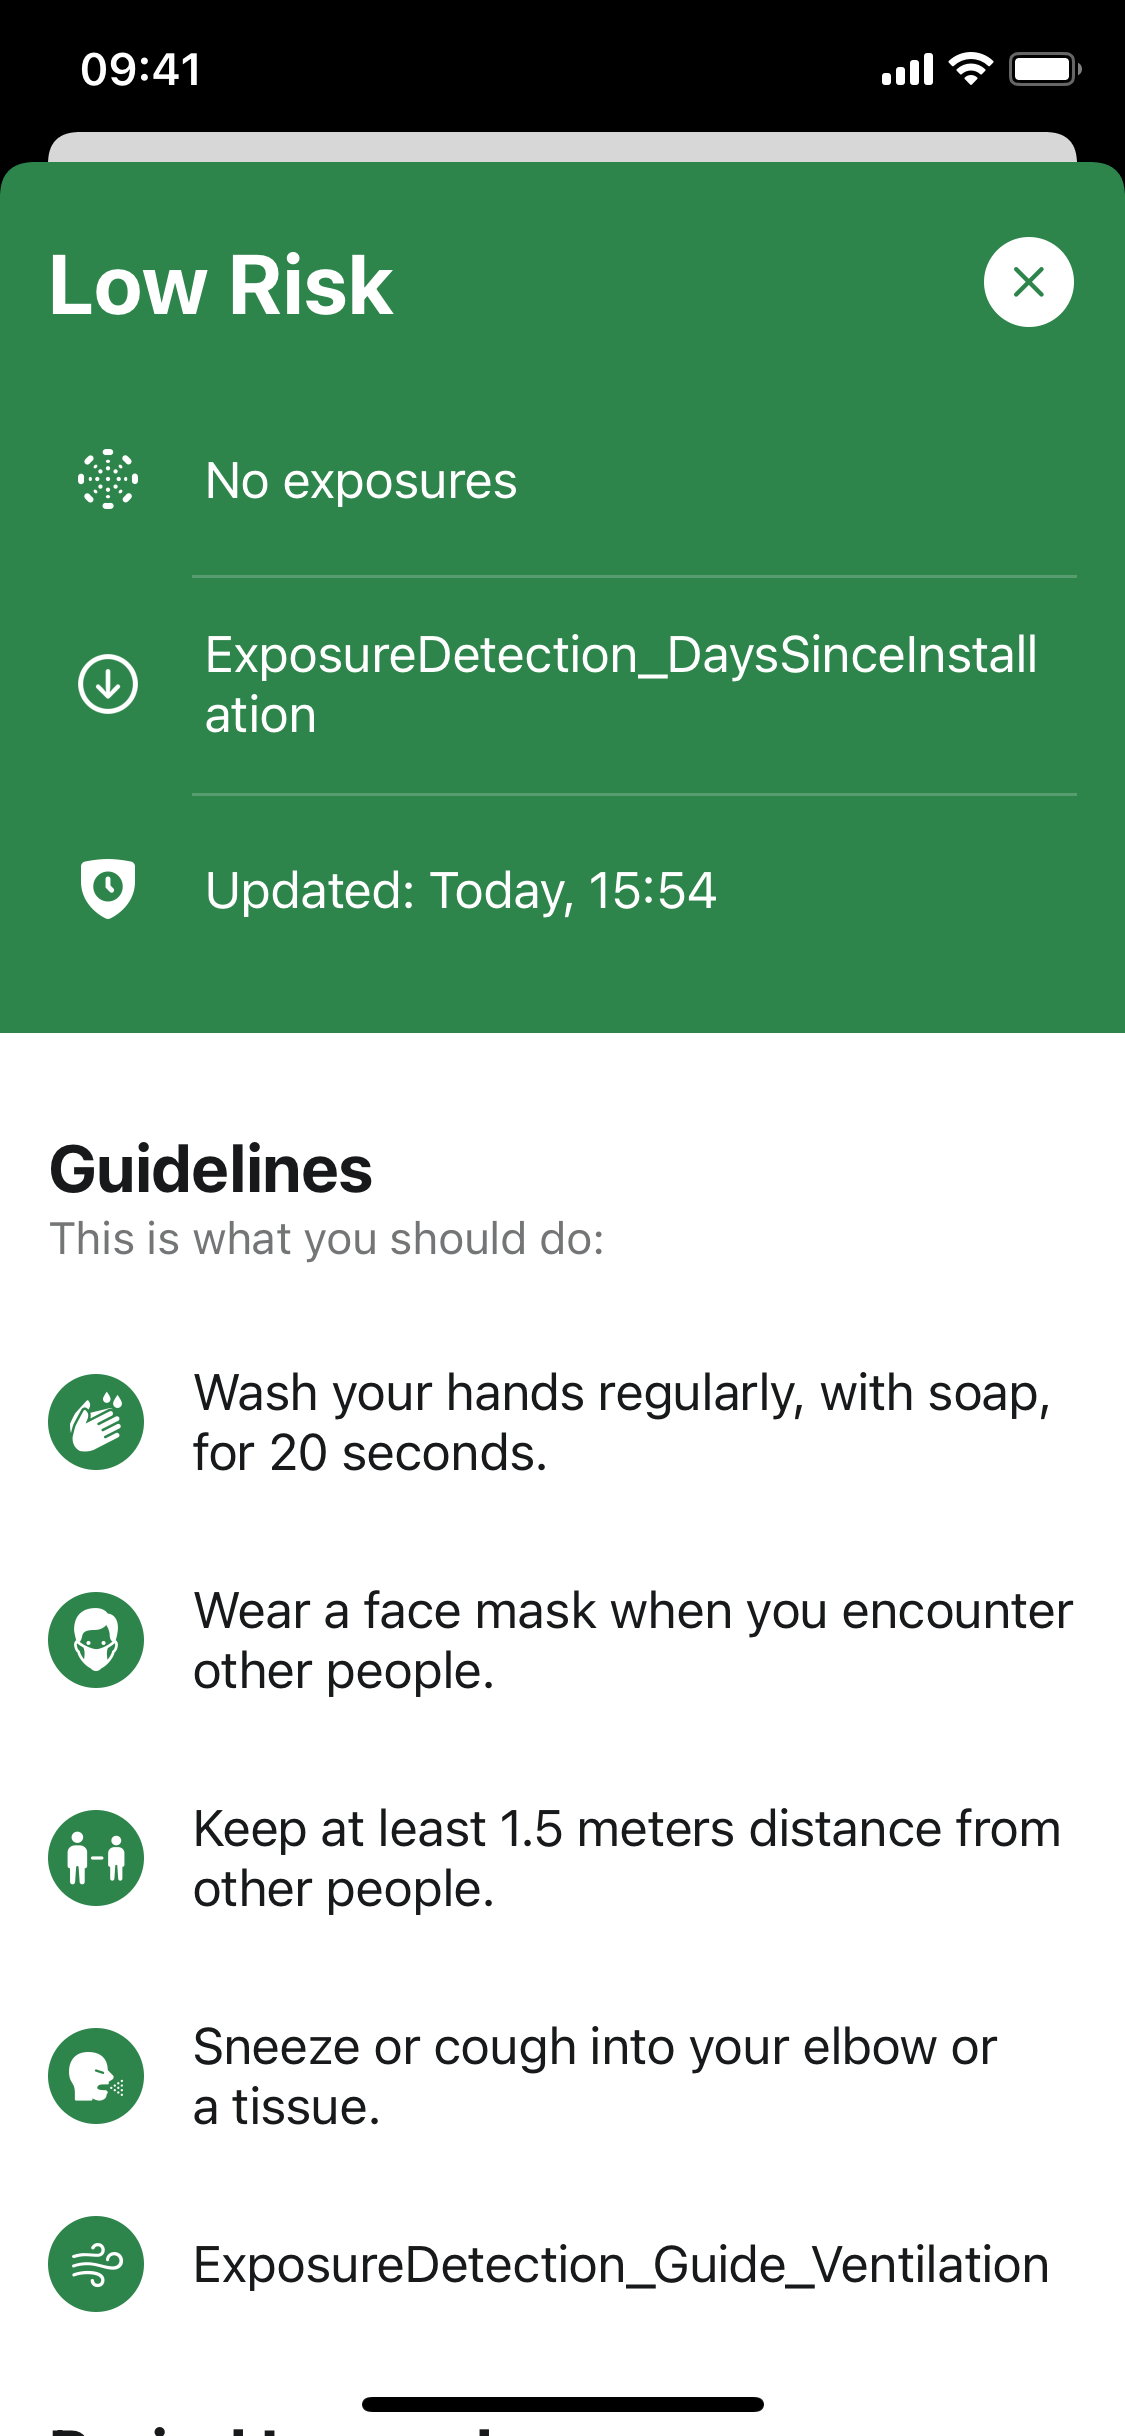 09:41
Low Risk
No exposures
ExposureDetection_DaysSinceInstall
ation
Updated: Today, 15:54
Guidelines
This is what you should do:
Wash your hands regularly, with soap,
for 20 seconds.
Wear a face mask when you encounter
other people.
Keep at least 1.5 meters distance from
other people.
Sneeze or cough into your elbow or
a tissue.
ExposureDetection_Guide_Ventilation